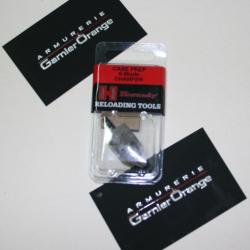 ARMURERIE
Garnier Orange
CASE PREP
6-Blade
CHAMFER
H Hornady
RELOADING TOOLS
ARMURERIE
Garnier Orange